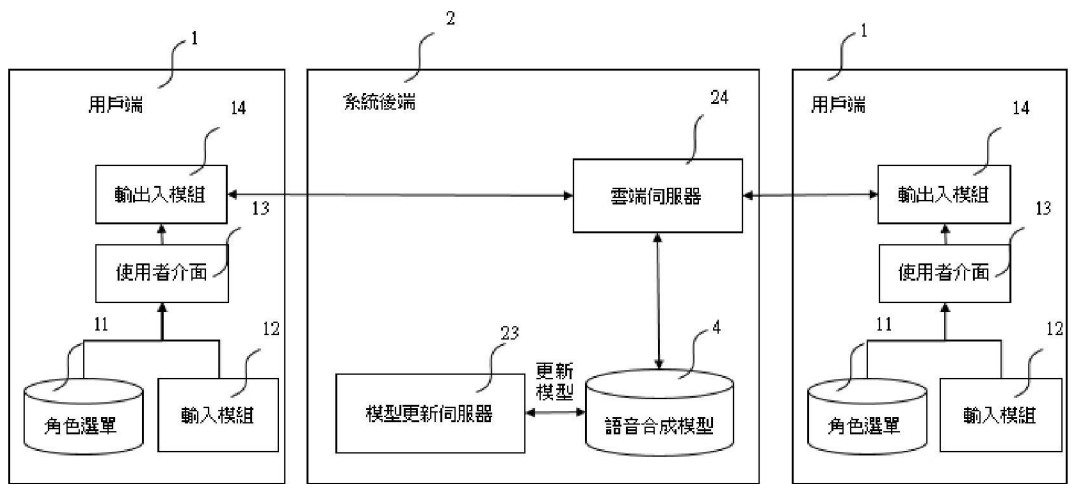 1
用戶端
14
輸出入模組
13
使用者介面
11
12
角色選單
輸入模組
2
系統後端
24
雲端伺服器
23
4
更新
模型
模型更新伺服器
語音合成模型
1
用戶端
14
輸出入模組
13
使用者介面
11
12
角色選單
輸入模組